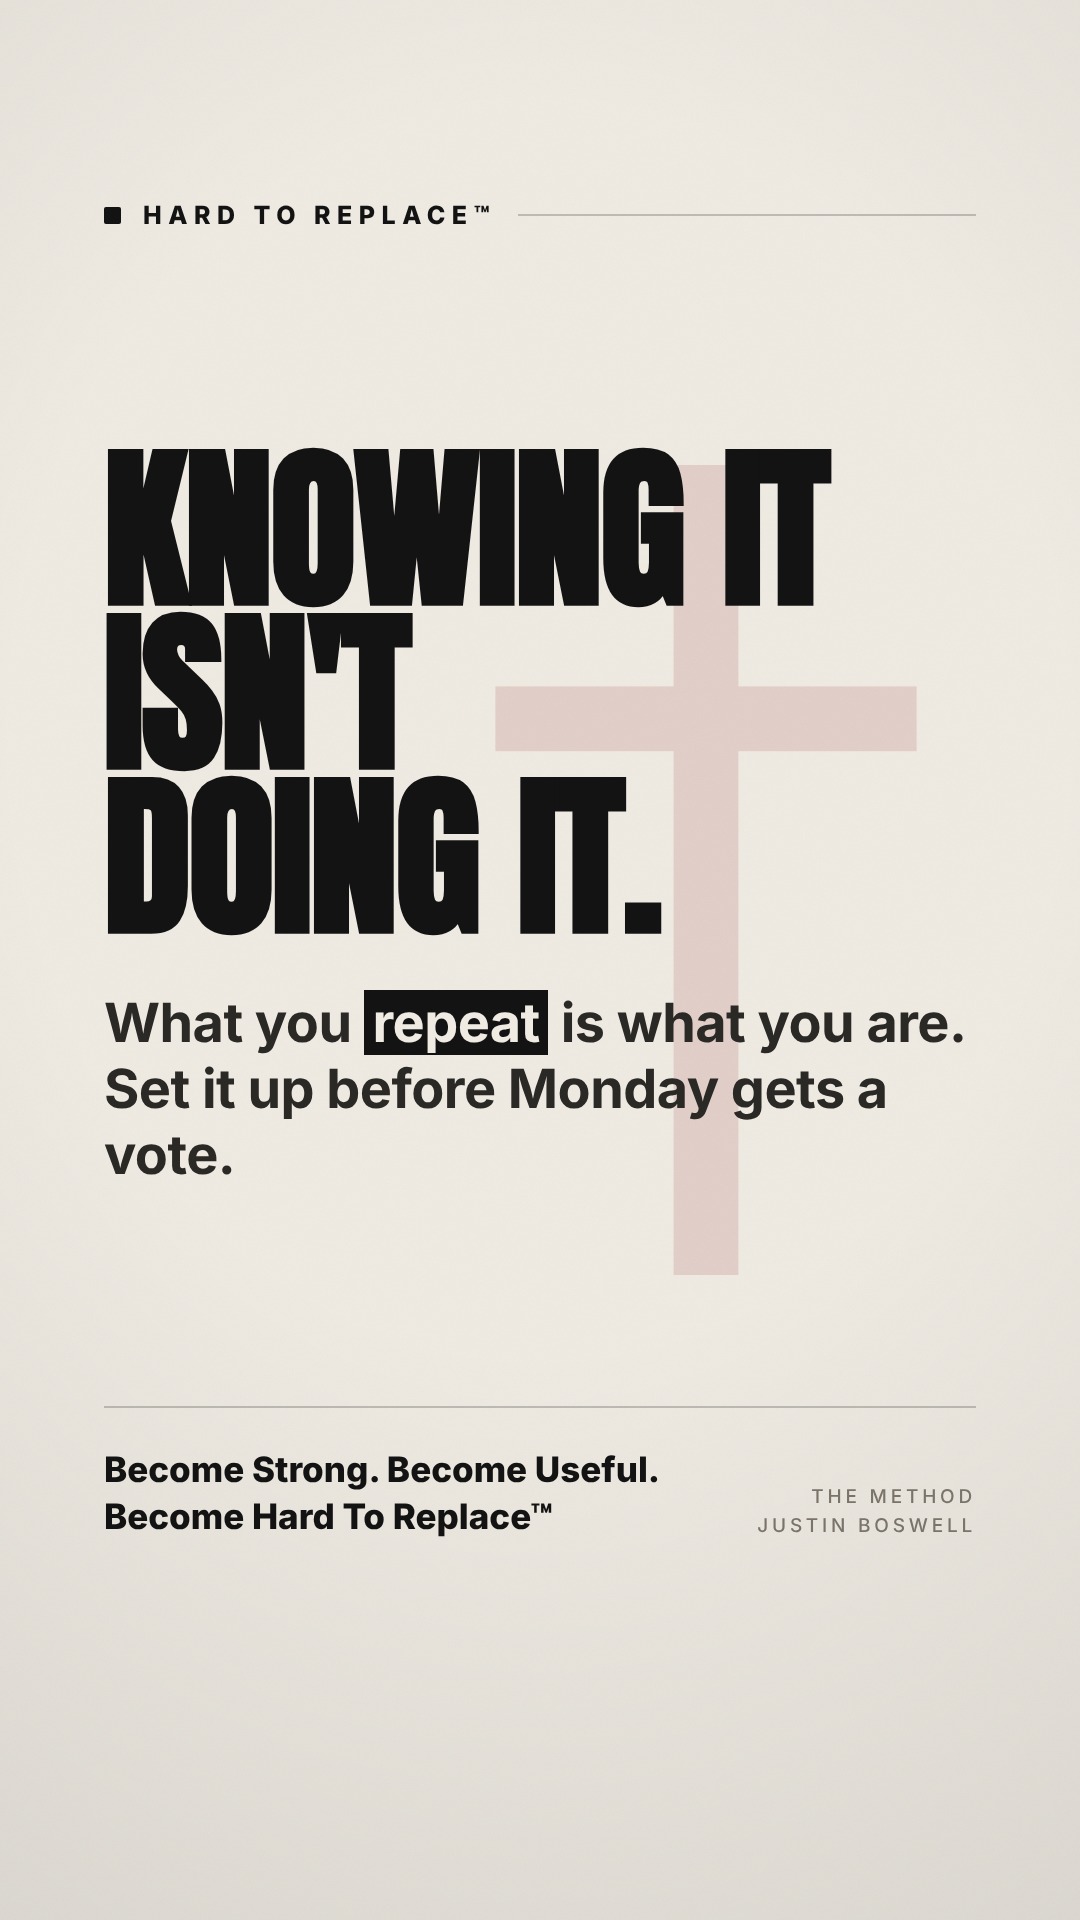 HARD TO REPLACE™
KNOWING IT
ISN'T
DOING IT.
What you repeat is what you are.
Set it up before Monday gets a
vote.
Become Strong. Become Useful.
Become Hard To Replace™
THE METHOD
JUSTIN BOSWELL